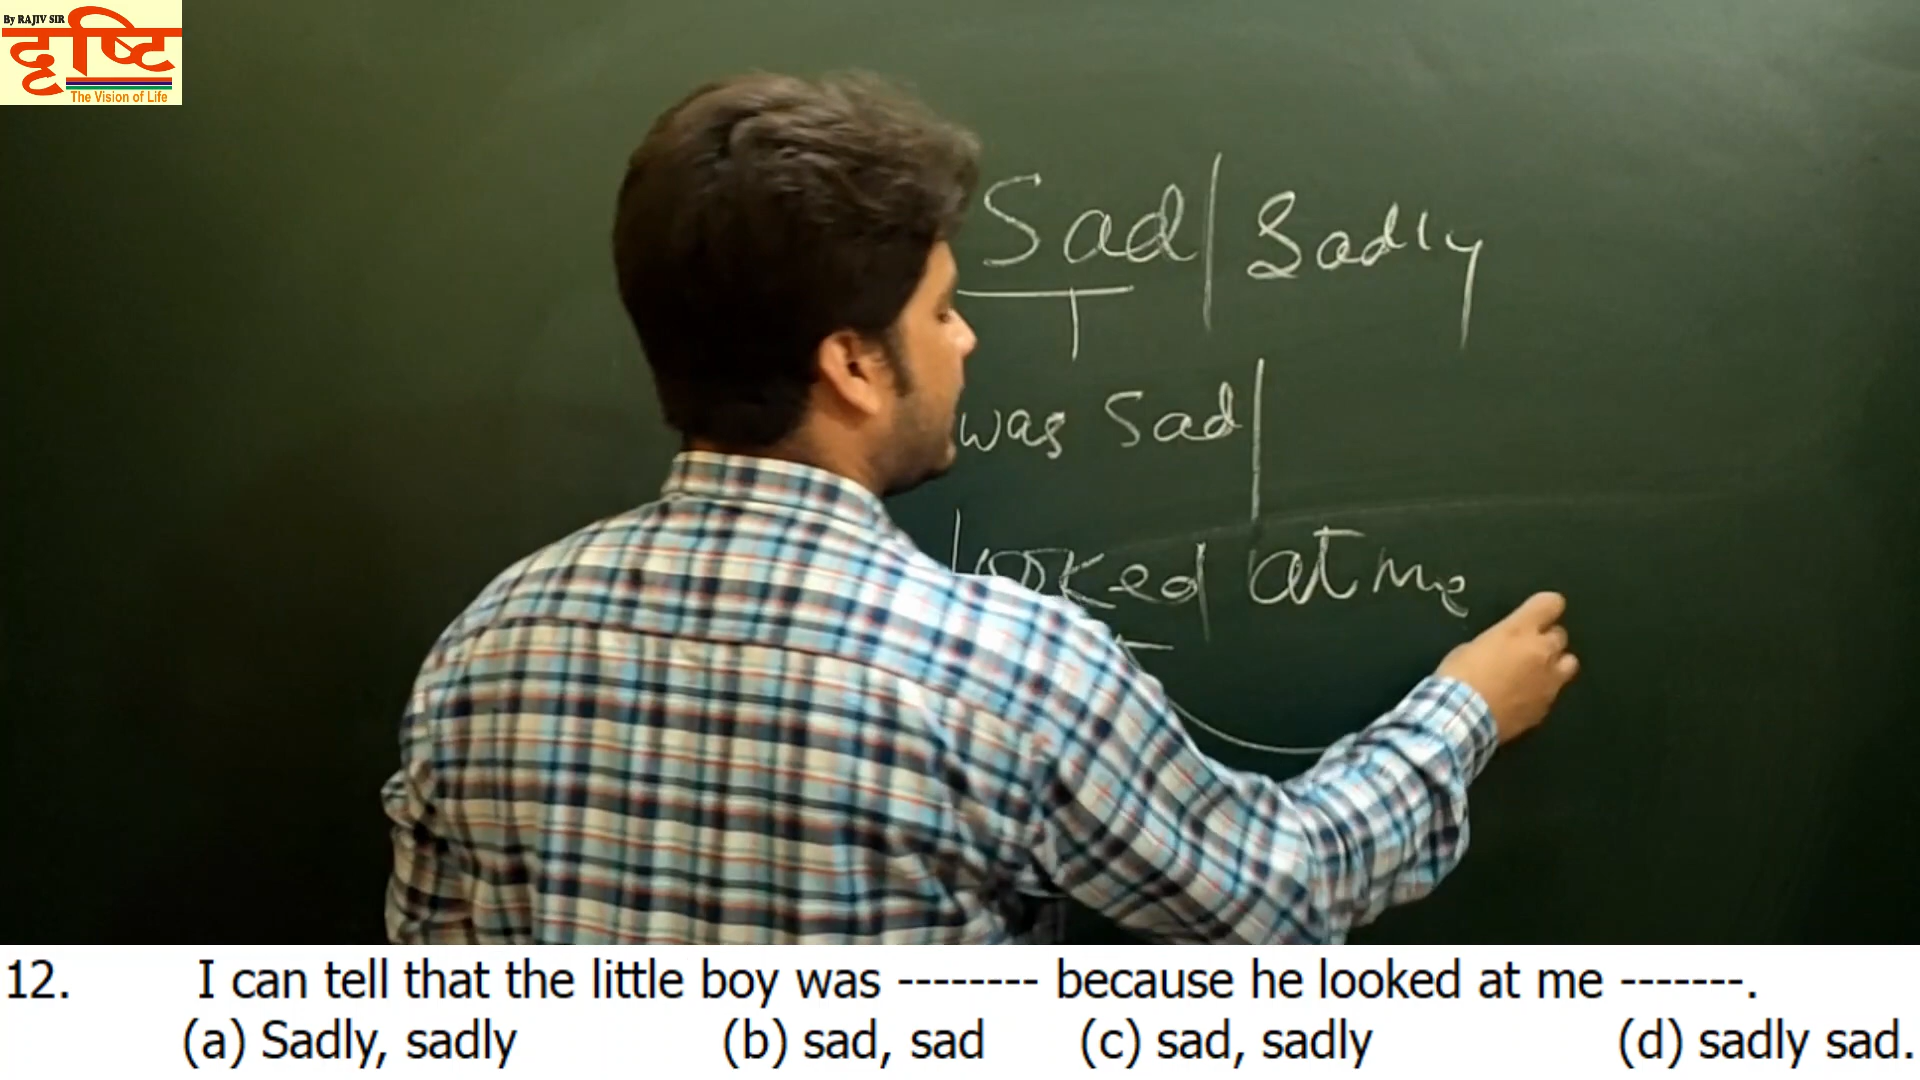 By RAJIV SIR
दृष्टि
The Vision of Life
Sad | Sadly
was Sad |
looked at me
12. I can tell that the little boy was -------- because he looked at me -------.
(a) Sadly, sadly (b) sad, sad (c) sad, sadly (d) sadly sad.